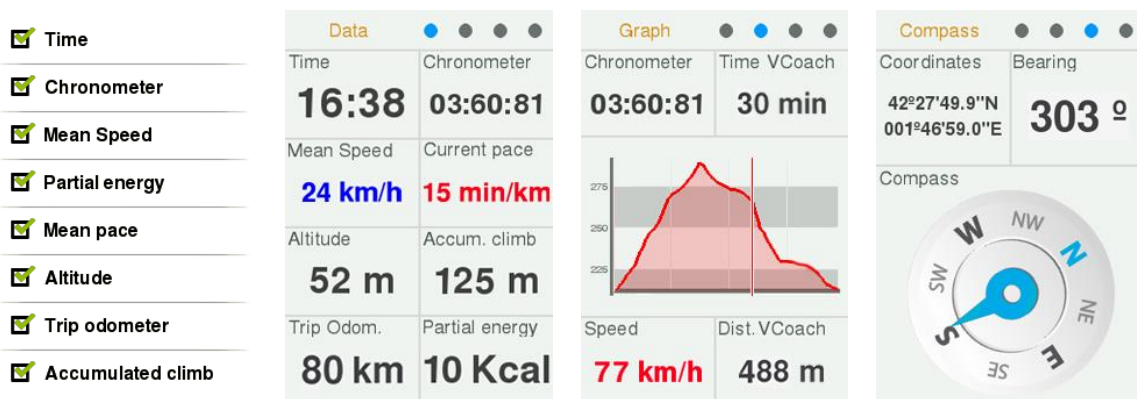 Time
Chronometer
Mean Speed
Partial energy
Mean pace
Altitude
Trip odometer
Accumulated climb
Data
Time Chronometer
16:38 03:60:81
Mean Speed Current pace
24 km/h 15 min/km
Altitude Accum. climb
52 m 125 m
Trip Odom. Partial energy
80 km 10 Kcal
Graph
Chronometer Time VCoach
03:60:81 30 min
275
250
225
Speed Dist. VCoach
77 km/h 488 m
Compass
Coordinates Bearing
42º27'49.9"N
001º46'59.0"E
303 º
Compass
N
NE
E
SE
S
SW
W
NW